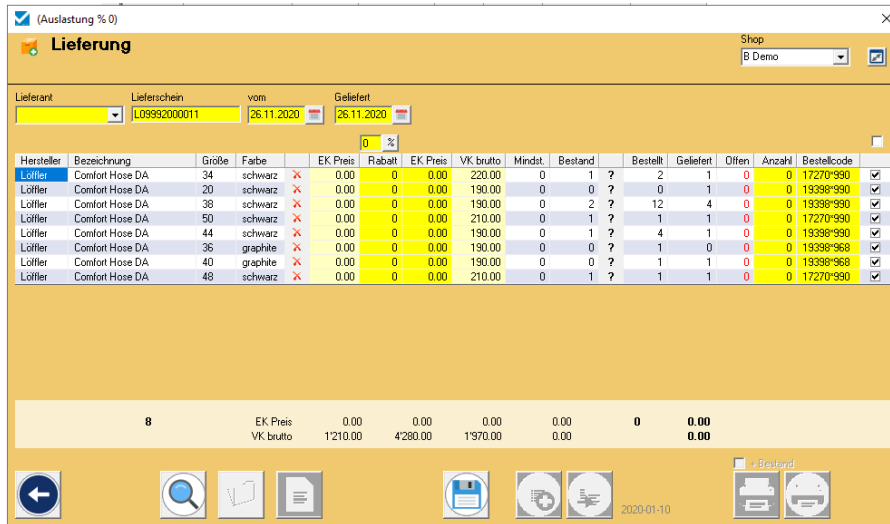 (Auslastung % 0)
Lieferung
Shop
B Demo
Lieferant Lieferschein vom Geliefert
L09992000011 26.11.2020 26.11.2020
0 %
Hersteller Bezeichnung Größe Farbe EK Preis Rabatt EK Preis VK brutto Mindst. Bestand Bestellt Geliefert Offen Anzahl Bestellcode
Löffler Comfort Hose DA 34 schwarz 0.00 0 0.00 220.00 0 1 ? 2 1 0 0 17270*990
Löffler Comfort Hose DA 20 schwarz 0.00 0 0.00 190.00 0 0 ? 0 1 0 0 19398*990
Löffler Comfort Hose DA 38 schwarz 0.00 0 0.00 190.00 0 2 ? 12 4 0 0 19398*990
Löffler Comfort Hose DA 50 schwarz 0.00 0 0.00 210.00 0 1 ? 1 1 0 0 17270*990
Löffler Comfort Hose DA 44 schwarz 0.00 0 0.00 190.00 0 1 ? 4 1 0 0 19398*990
Löffler Comfort Hose DA 36 graphite 0.00 0 0.00 190.00 0 0 ? 1 0 0 0 19398*968
Löffler Comfort Hose DA 40 graphite 0.00 0 0.00 190.00 0 0 ? 1 1 0 0 19398*968
Löffler Comfort Hose DA 48 schwarz 0.00 0 0.00 210.00 0 1 ? 1 1 0 0 17270*990
8 EK Preis 0.00 0.00 0.00 0.00 0 0.00
VK brutto 1'210.00 4'280.00 1'970.00 0.00 0.00
+ Bestand
2020-01-10